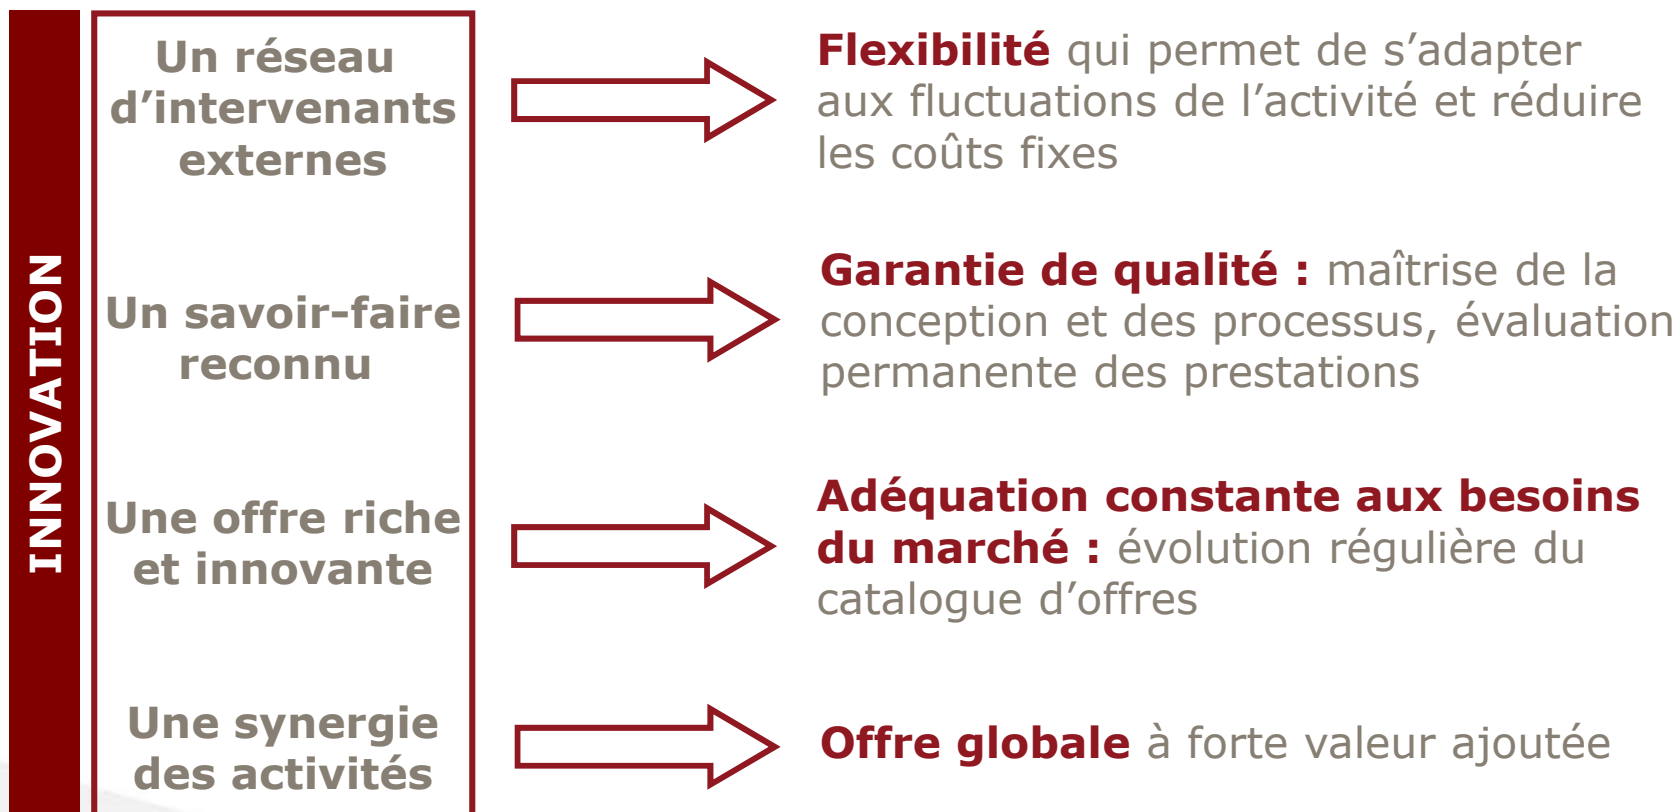 INNOVATION
Un réseau
d’intervenants
externes
Flexibilité qui permet de s’adapter
aux fluctuations de l’activité et réduire
les coûts fixes
Un savoir-faire
reconnu
Garantie de qualité : maîtrise de la
conception et des processus, évaluation
permanente des prestations
Une offre riche
et innovante
Adéquation constante aux besoins
du marché : évolution régulière du
catalogue d’offres
Une synergie
des activités
Offre globale à forte valeur ajoutée